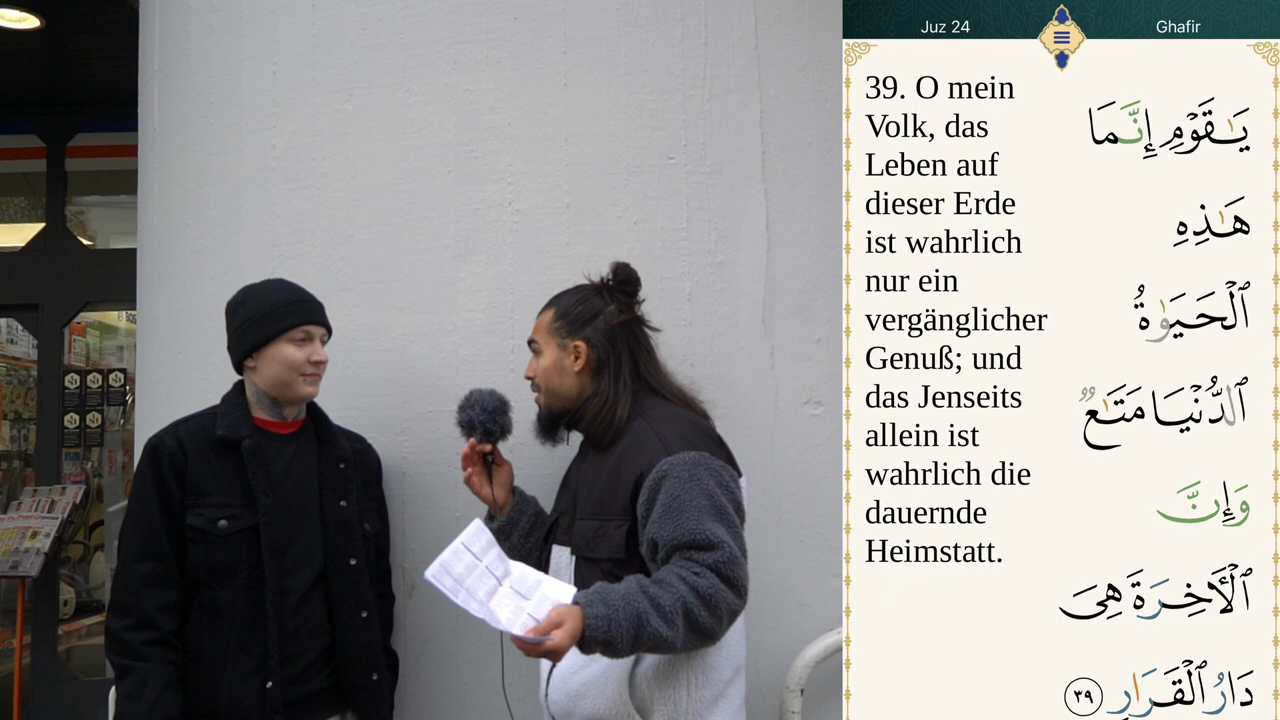 Juz 24
Ghafir
39. O mein
Volk, das
Leben auf
dieser Erde
ist wahrlich
nur ein
vergänglicher
Genuß; und
das Jenseits
allein ist
wahrlich die
dauernde
Heimstatt.
يَـٰقَوْمِ إِنَّمَا
هَـٰذِهِ
ٱلْحَيَوٰةُ
ٱلدُّنْيَا مَتَـٰعٌ
وَإِنَّ
ٱلْـَٔاخِرَةَ هِىَ
دَارُ ٱلْقَرَارِ ٣٩